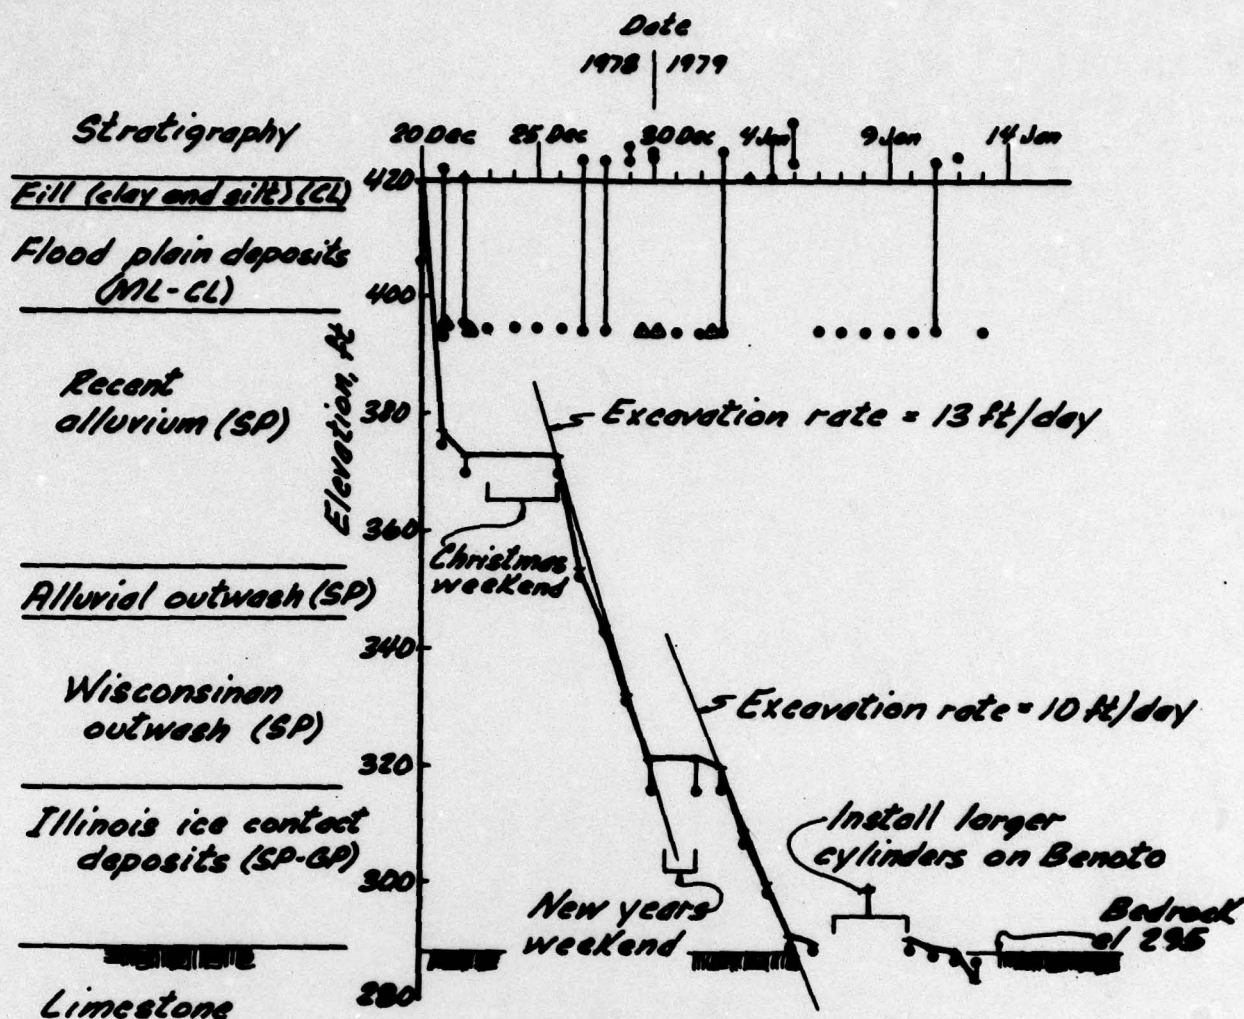 Date
1978 | 1979
Stratigraphy
20 Dec 25 Dec 30 Dec 4 Jan 9 Jan 14 Jan
Fill (clay and silt) (CL)
420
Flood plain deposits
(ML-CL)
400
Elevation, ft
Recent
alluvium (SP)
380
Excavation rate = 13 ft/day
360
Christmas
weekend
Alluvial outwash (SP)
340
Wisconsinan
outwash (SP)
Excavation rate = 10 ft/day
320
Illinois ice contact
deposits (SP-GP)
Install larger
cylinders on Benoto
300
New years
weekend
Bedrock
el 295
280
Limestone